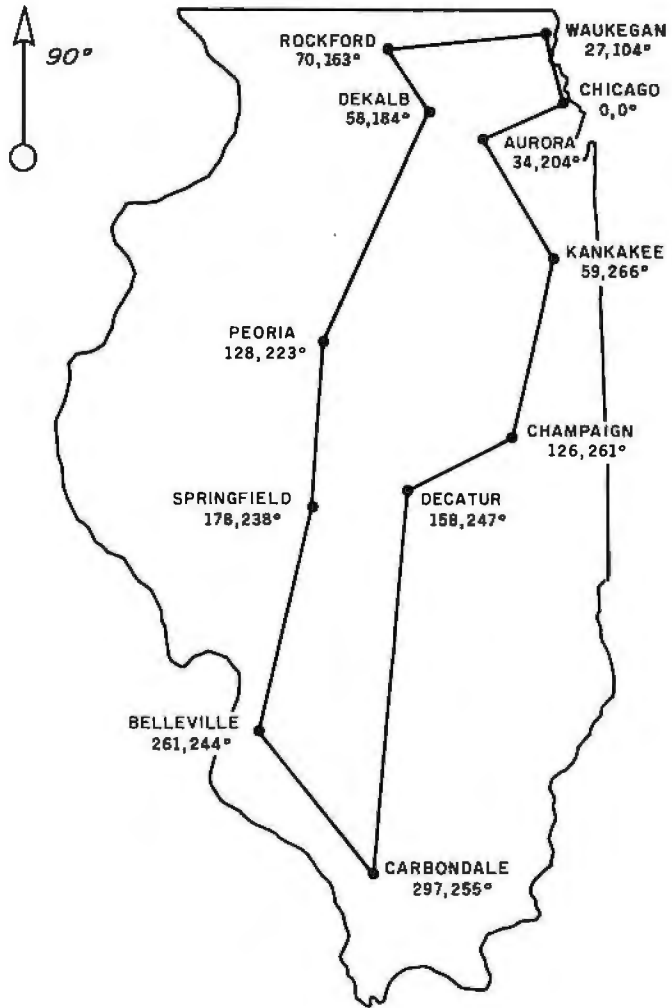 90°
WAUKEGAN
27,104°
ROCKFORD
70,163°
CHICAGO
0,0°
DEKALB
58,184°
AURORA
34,204°
KANKAKEE
59,266°
PEORIA
128,223°
CHAMPAIGN
126,261°
SPRINGFIELD
178,238°
DECATUR
158,247°
BELLEVILLE
261,244°
CARBONDALE
297,255°